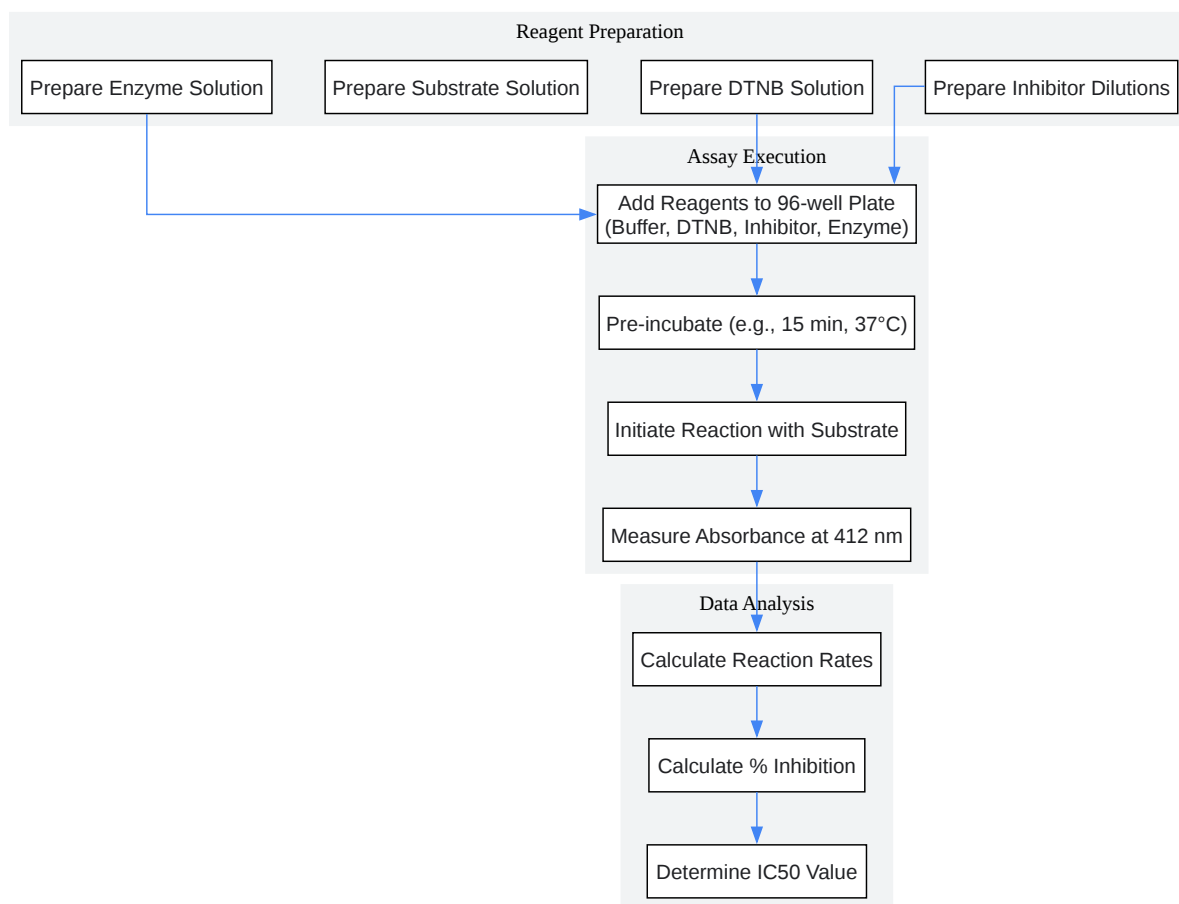 Reagent Preparation
Prepare Enzyme Solution
Prepare Substrate Solution
Prepare DTNB Solution
Prepare Inhibitor Dilutions
Assay Execution
Add Reagents to 96-well Plate
(Buffer, DTNB, Inhibitor, Enzyme)
Pre-incubate (e.g., 15 min, 37°C)
Initiate Reaction with Substrate
Measure Absorbance at 412 nm
Data Analysis
Calculate Reaction Rates
Calculate % Inhibition
Determine IC50 Value